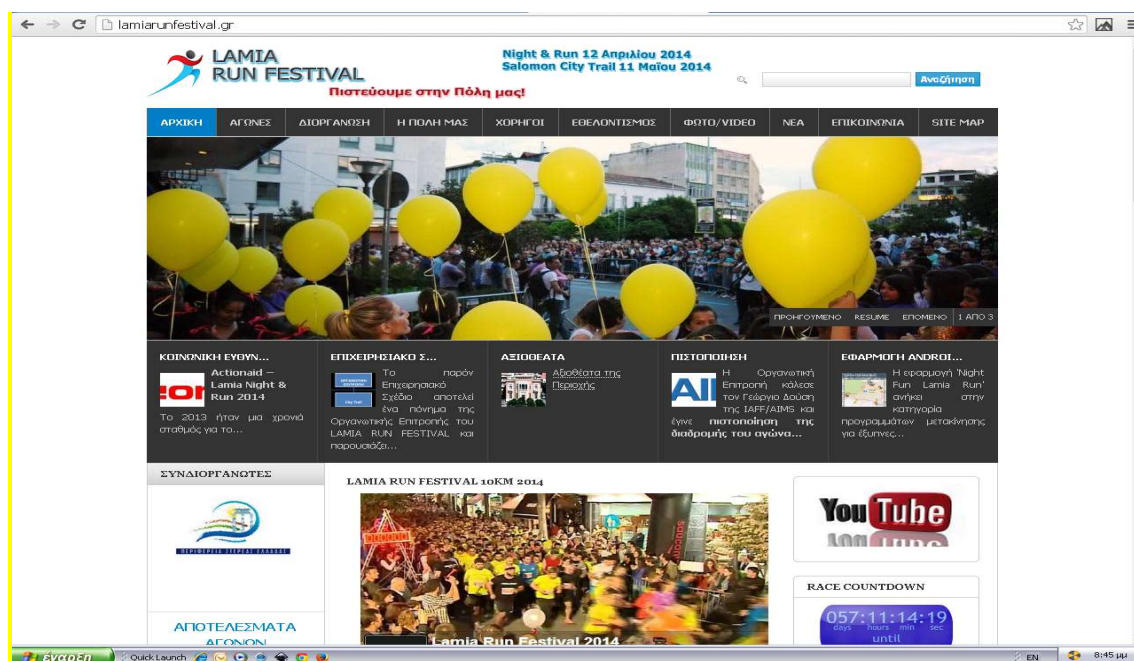 lamiarunfestival.gr
LAMIA
RUN FESTIVAL
Πιστεύουμε στην Πόλη μας!
Night & Run 12 Απριλίου 2014
Salomon City Trail 11 Μαΐου 2014
Αναζήτηση
ΑΡΧΙΚΗ ΑΓΩΝΕΣ ΔΙΟΡΓΑΝΩΣΗ Η ΠΟΛΗ ΜΑΣ ΧΟΡΗΓΟΙ ΕΘΕΛΟΝΤΙΣΜΟΣ ΦΩΤΟ/VIDEO ΝΕΑ ΕΠΙΚΟΙΝΩΝΙΑ SITE MAP
ΠΡΟΗΓΟΥΜΕΝΟ RESUME ΕΠΟΜΕΝΟ 1 ΑΠΟ 3
ΚΟΙΝΩΝΙΚΗ ΕΥΘΥΝ...
Actionaid –
Lamia Night &
Run 2014
Το 2013 ήταν μια χρονιά
σταθμός για το...
ΕΠΙΧΕΙΡΗΣΙΑΚΟ Σ...
Το παρόν
Επιχειρησιακό
Σχέδιο αποτελεί
ένα πόνημα της
Οργανωτικής Επιτροπής του
LAMIA RUN FESTIVAL και
παρουσιάζει...
ΑΞΙΟΘΕΑΤΑ
Αξιοθέατα της
Περιοχής
ΠΙΣΤΟΠΟΙΗΣΗ
Η Οργανωτική
Επιτροπή κάλεσε
τον Γεώργιο Δούση
της IAFF/AIMS και
έγινε πιστοποίηση της
διαδρομής του αγώνα...
ΕΦΑΡΜΟΓΗ ANDROI...
Η εφαρμογή 'Night
Fun Lamia Run'
ανήκει στην
κατηγορία
προγραμμάτων μετακίνησης
για έξυπνες...
ΣΥΝΔΙΟΡΓΑΝΩΤΕΣ
ΠΕΡΙΦΕΡΕΙΑ ΣΤΕΡΕΑΣ ΕΛΛΑΔΑΣ
ΑΠΟΤΕΛΕΣΜΑΤΑ
ΑΓΩΝΩΝ
LAMIA RUN FESTIVAL 10KM 2014
saucony
Lamia Run Festival 2014
YouTube
RACE COUNTDOWN
057:11:14:19
days hours min sec
until
έναρξη
Quick Launch
EN
8:45 μμ